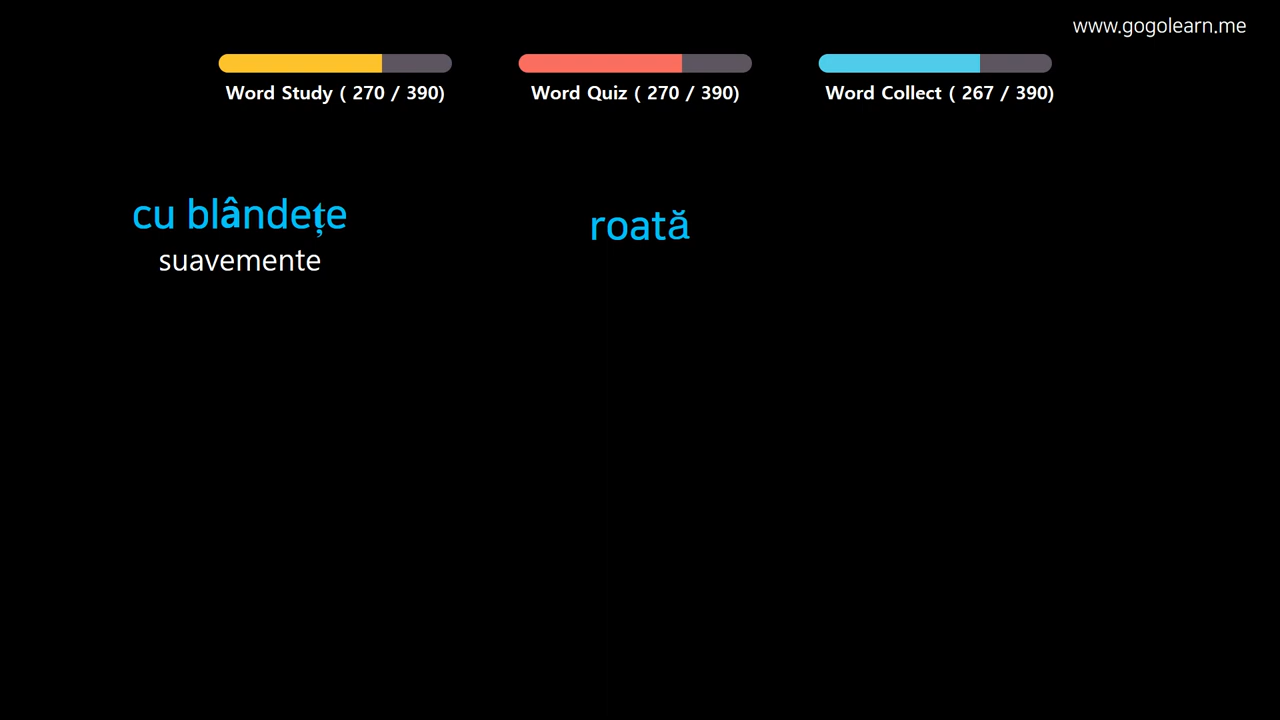 www.gogolearn.me
Word Study ( 270 / 390)
Word Quiz ( 270 / 390)
Word Collect ( 267 / 390)
cu blândețe
suavemente
roată